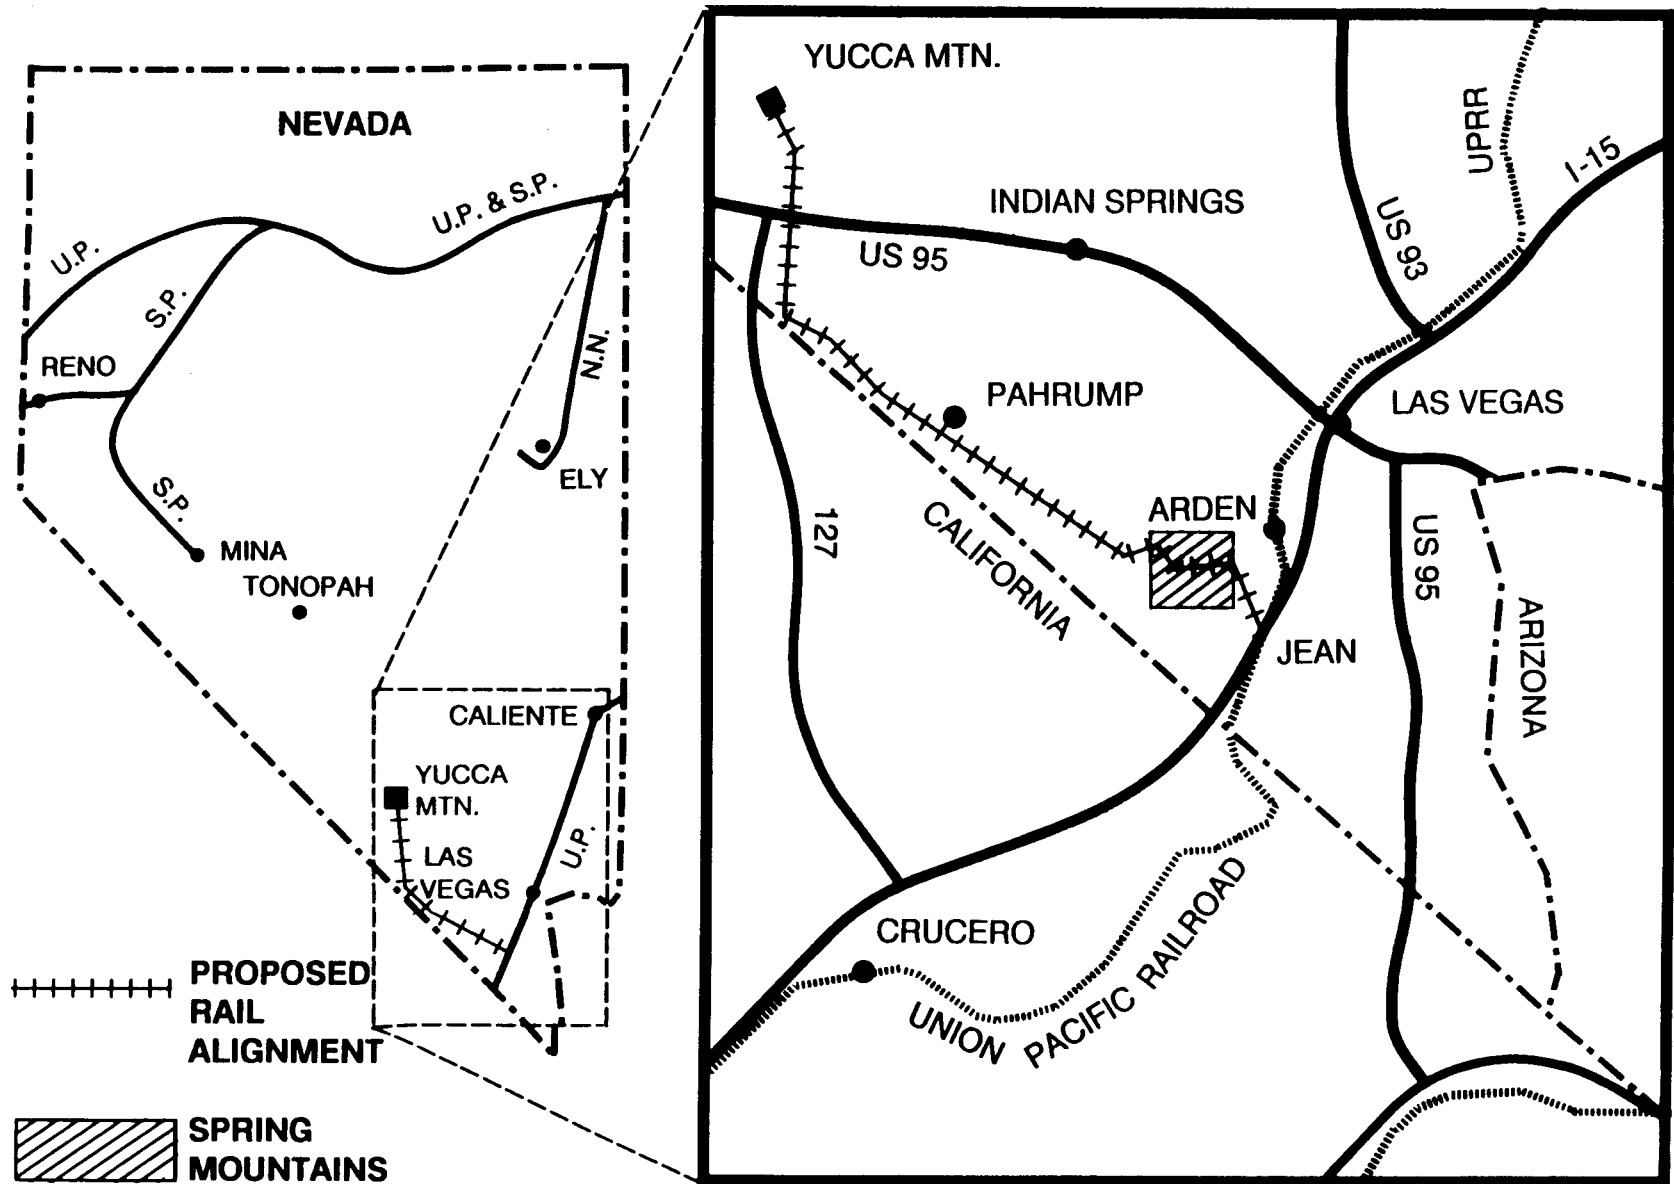 NEVADA
U.P. & S.P.
U.P.
S.P.
RENO
N.N.
ELY
S.P.
MINA
TONOPAH
CALIENTE
YUCCA
MTN.
U.P.
LAS
VEGAS
PROPOSED
RAIL
ALIGNMENT
SPRING
MOUNTAINS
YUCCA MTN.
UPRR
I-15
INDIAN SPRINGS
US 93
US 95
PAHRUMP
LAS VEGAS
ARDEN
127
CALIFORNIA
US 95
ARIZONA
JEAN
CRUCERO
UNION PACIFIC RAILROAD